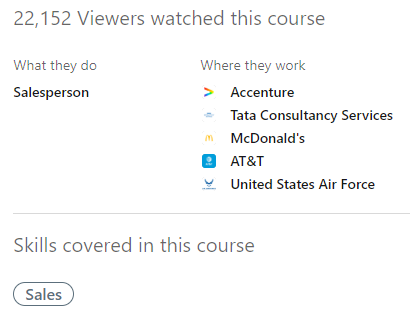 22,152 Viewers watched this course
What they do
Salesperson
Where they work
Accenture
Tata Consultancy Services
McDonald's
AT&T
United States Air Force
Skills covered in this course
Sales